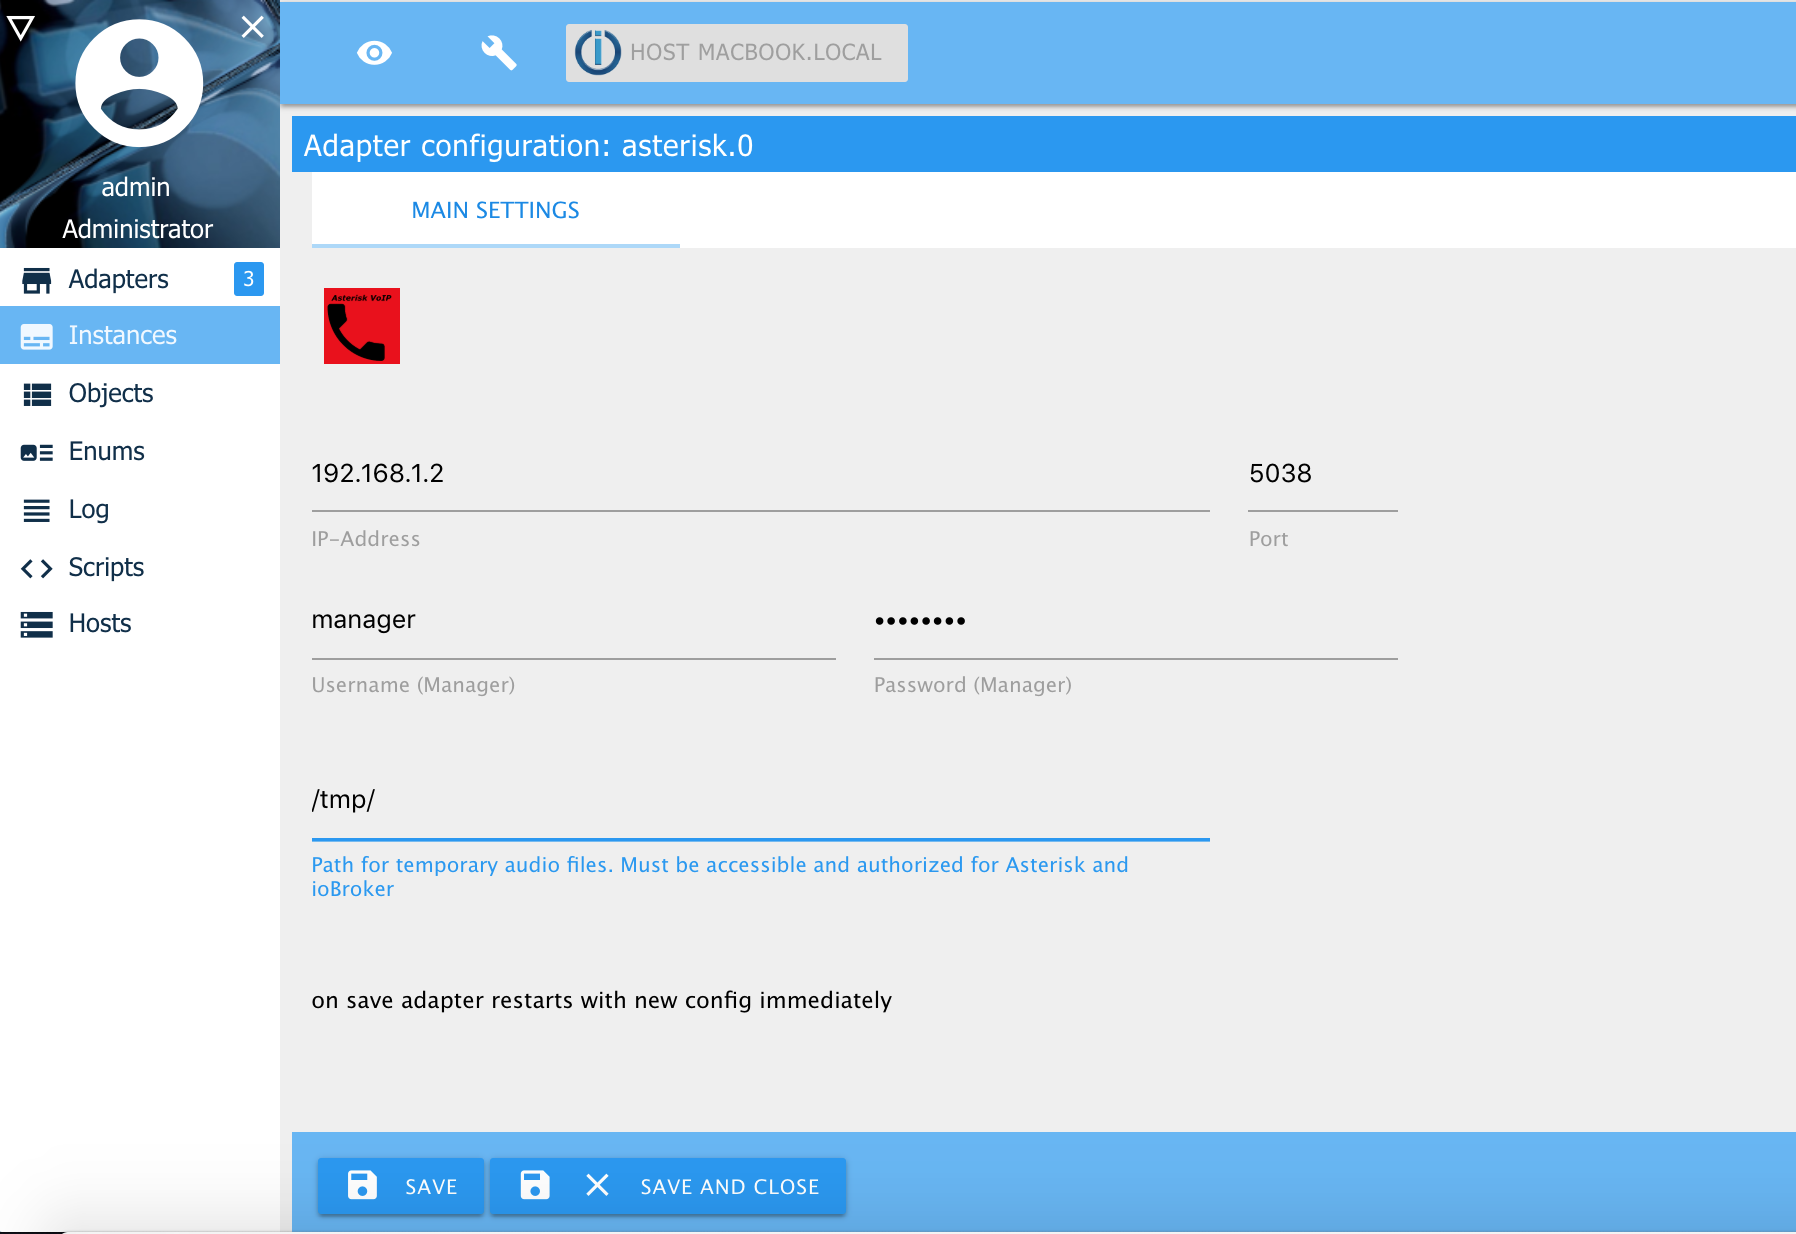 HOST MACBOOK.LOCAL
admin
Administrator
Adapters 3
Instances
Objects
Enums
Log
Scripts
Hosts
Adapter configuration: asterisk.0
MAIN SETTINGS
Asterisk VoIP
192.168.1.2 5038
IP-Address Port
manager ••••••••
Username (Manager) Password (Manager)
/tmp/
Path for temporary audio files. Must be accessible and authorized for Asterisk and
ioBroker
on save adapter restarts with new config immediately
SAVE SAVE AND CLOSE